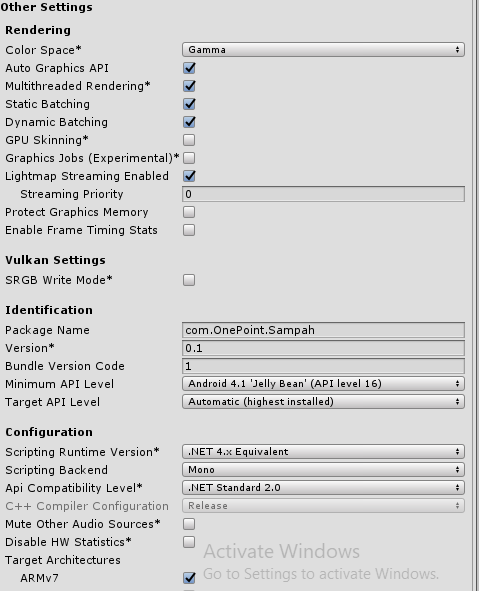 Other Settings
Rendering
Color Space* Gamma
Auto Graphics API
Multithreaded Rendering*
Static Batching
Dynamic Batching
GPU Skinning*
Graphics Jobs (Experimental)*
Lightmap Streaming Enabled
Streaming Priority 0
Protect Graphics Memory
Enable Frame Timing Stats
Vulkan Settings
SRGB Write Mode*
Identification
Package Name com.OnePoint.Sampah
Version* 0.1
Bundle Version Code 1
Minimum API Level Android 4.1 'Jelly Bean' (API level 16)
Target API Level Automatic (highest installed)
Configuration
Scripting Runtime Version* .NET 4.x Equivalent
Scripting Backend Mono
Api Compatibility Level* .NET Standard 2.0
C++ Compiler Configuration Release
Mute Other Audio Sources*
Disable HW Statistics*
Activate Windows
Target Architectures
Go to Settings to activate Windows.
ARMv7